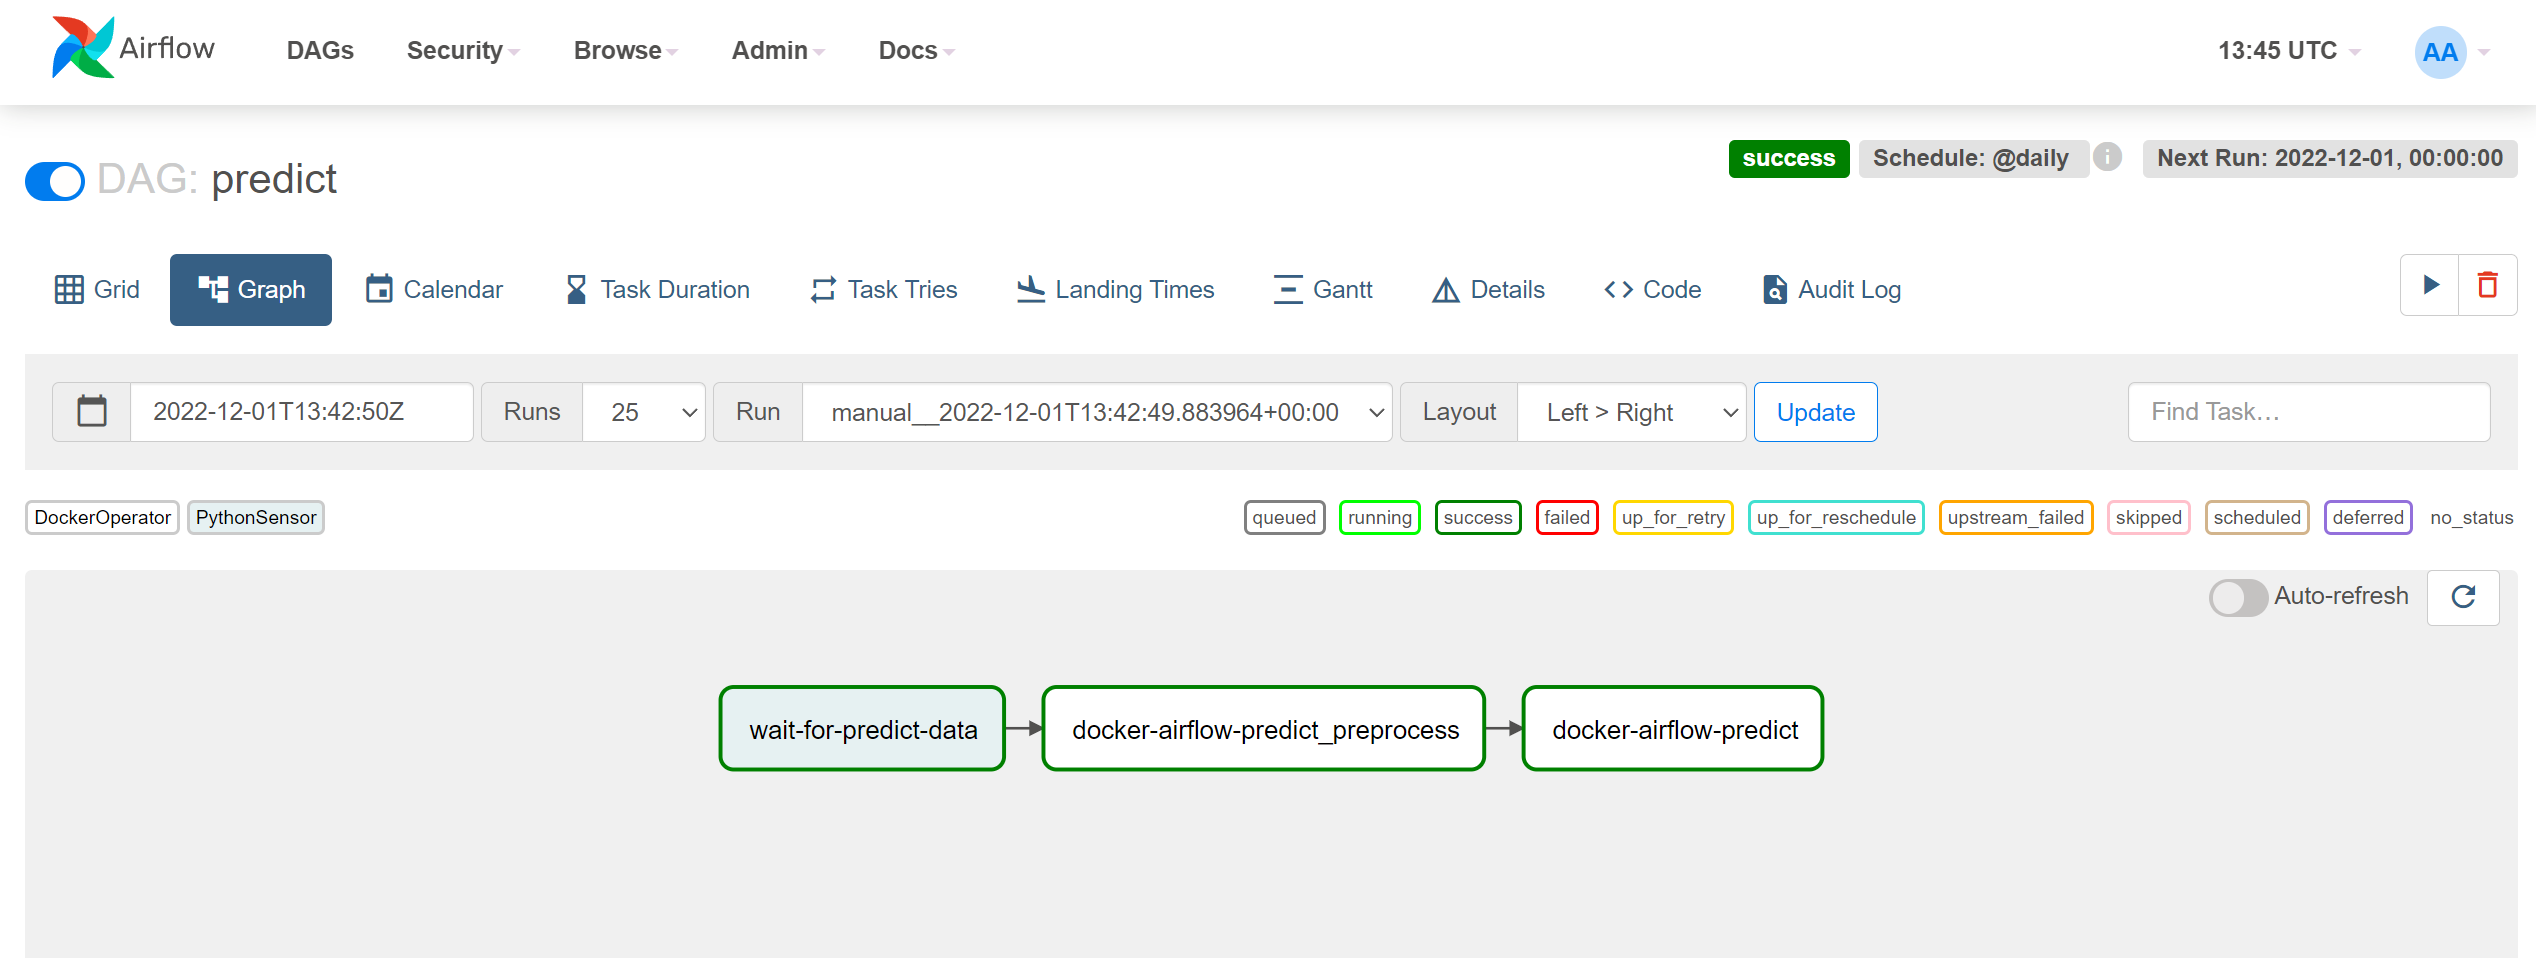 Airflow DAGs Security Browse Admin Docs 13:45 UTC AA
DAG: predict success Schedule: @daily i Next Run: 2022-12-01, 00:00:00
Grid Graph Calendar Task Duration Task Tries Landing Times Gantt Details Code Audit Log
2022-12-01T13:42:50Z Runs 25 Run manual__2022-12-01T13:42:49.883964+00:00 Layout Left > Right Update Find Task…
DockerOperator PythonSensor queued running success failed up_for_retry up_for_reschedule upstream_failed skipped scheduled deferred no_status
Auto-refresh
wait-for-predict-data docker-airflow-predict_preprocess docker-airflow-predict